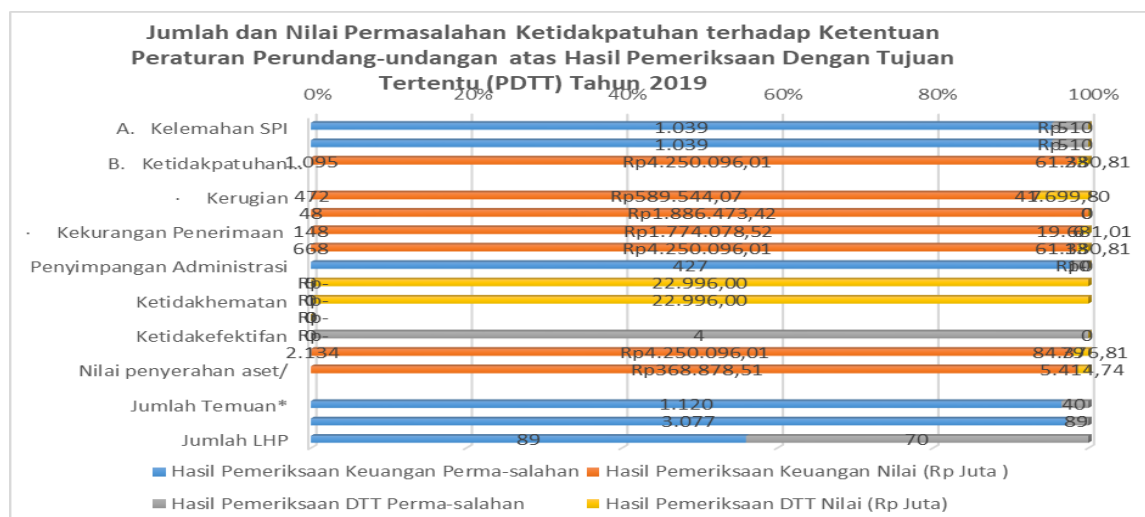 Jumlah dan Nilai Permasalahan Ketidakpatuhan terhadap Ketentuan
Peraturan Perundang-undangan atas Hasil Pemeriksaan Dengan Tujuan
Tertentu (PDTT) Tahun 2019
0% 20% 40% 60% 80% 100%
A. Kelemahan SPI 1.039 510
1.039 510
B. Ketidakpatuhan... 1.095 Rp4.250.096,01
· Kerugian 472 Rp589.544,07
48 Rp1.886.473,42 0
· Kekurangan Penerimaan 148 Rp1.774.078,52
668 Rp4.250.096,01
Penyimpangan Administrasi 427
Rp- 22.996,00
Ketidakhematan Rp- 22.996,00
Rp-
Ketidakefektifan Rp- 4 0
2.134 Rp4.250.096,01
Nilai penyerahan aset/ Rp368.878,51 5.414,74
Jumlah Temuan* 1.120 40
3.077 89
Jumlah LHP 89 70
Hasil Pemeriksaan Keuangan Perma-salahan Hasil Pemeriksaan Keuangan Nilai (Rp Juta )
Hasil Pemeriksaan DTT Perma-salahan Hasil Pemeriksaan DTT Nilai (Rp Juta)